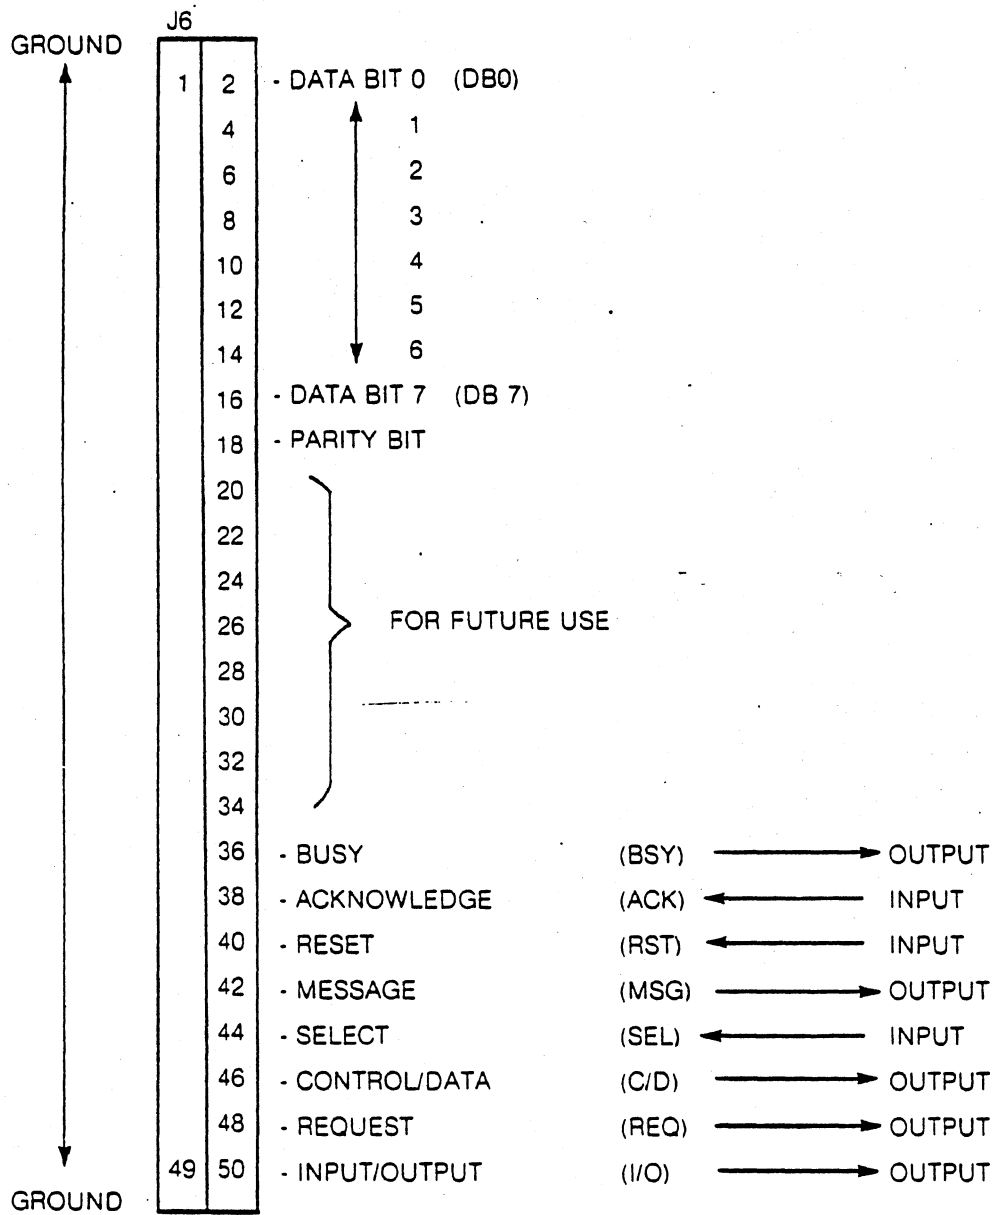 J6
GROUND
1 2 - DATA BIT 0 (DB0)
4 1
6 2
8 3
10 4
12 5
14 6
16 - DATA BIT 7 (DB 7)
18 - PARITY BIT
20
22
24
26 FOR FUTURE USE
28
30
32
34
36 - BUSY (BSY) OUTPUT
38 - ACKNOWLEDGE (ACK) INPUT
40 - RESET (RST) INPUT
42 - MESSAGE (MSG) OUTPUT
44 - SELECT (SEL) INPUT
46 - CONTROL/DATA (C/D) OUTPUT
48 - REQUEST (REQ) OUTPUT
49 50 - INPUT/OUTPUT (I/O) OUTPUT
GROUND